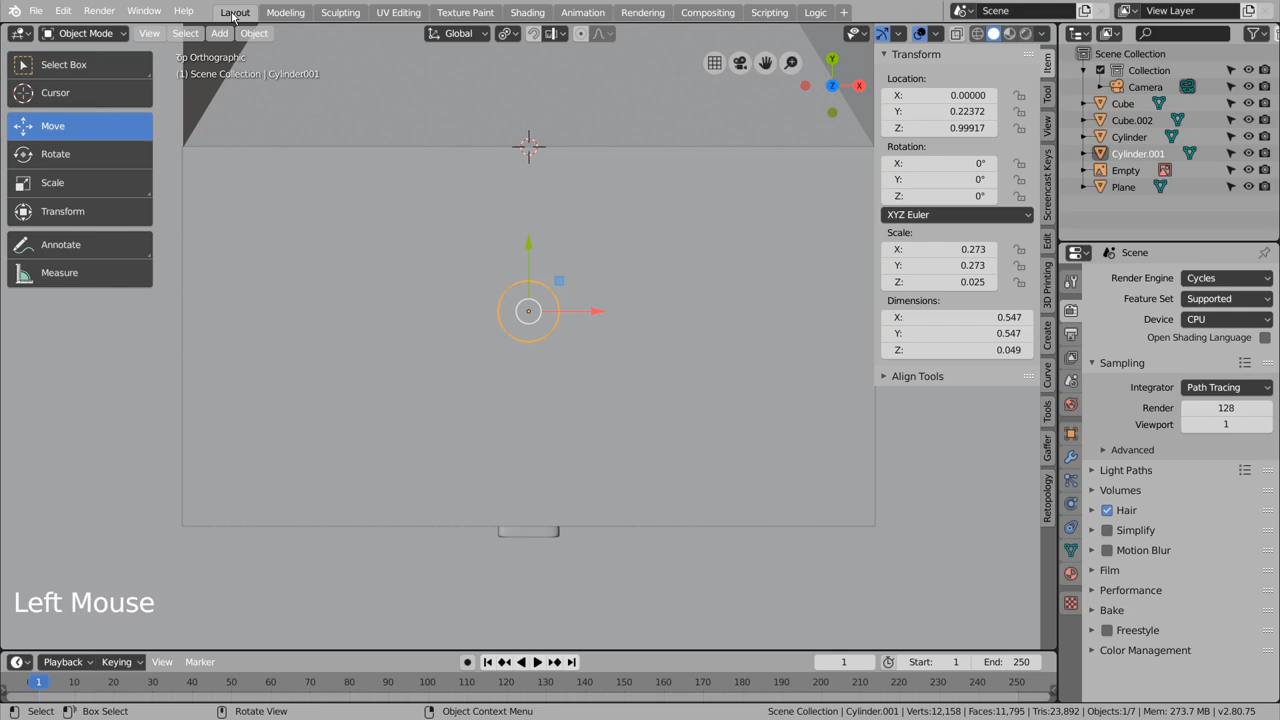 File Edit Render Window Help Layout Modeling Sculpting UV Editing Texture Paint Shading Animation Rendering Compositing Scripting Logic + Scene View Layer
Object Mode View Select Add Object Global
Top Orthographic
(1) Scene Collection | Cylinder001
Select Box
Cursor
Move
Rotate
Scale
Transform
Annotate
Measure
Y
Z
X
Transform
Location:
X: 0.00000
Y: 0.22372
Z: 0.99917
Rotation:
X: 0°
Y: 0°
Z: 0°
XYZ Euler
Scale:
X: 0.273
Y: 0.273
Z: 0.025
Dimensions:
X: 0.547
Y: 0.547
Z: 0.049
Align Tools
Item
Tool
View
Screencast Keys
Edit
3D Printing
Create
Curve
Tools
Gaffer
Retopology
Scene Collection
Collection
Camera
Cube
Cube.002
Cylinder
Cylinder.001
Empty
Plane
Scene
Render Engine Cycles
Feature Set Supported
Device CPU
Open Shading Language
Sampling
Integrator Path Tracing
Render 128
Viewport 1
Advanced
Light Paths
Volumes
Hair
Simplify
Motion Blur
Film
Performance
Bake
Freestyle
Color Management
Left Mouse
Playback Keying View Marker 1 Start: 1 End: 250
1 10 20 30 40 50 60 70 80 90 100 110 120 130 140 150 160 170 180 190 200 210 220 230 240 250
Select Box Select Rotate View Object Context Menu Scene Collection | Cylinder.001 | Verts:12,158 | Faces:11,795 | Tris:23,892 | Objects:1/7 | Mem: 273.7 MB | v2.80.75